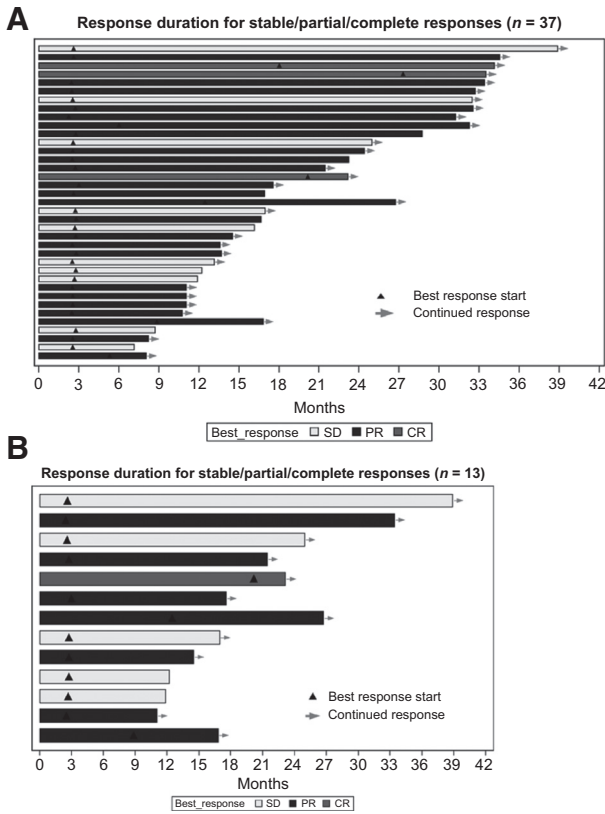 A
Response duration for stable/partial/complete responses (n = 37)
Best response start
Continued response
0 3 6 9 12 15 18 21 24 27 30 33 36 39 42
Months
Best_response SD PR CR
B
Response duration for stable/partial/complete responses (n = 13)
Best response start
Continued response
0 3 6 9 12 15 18 21 24 27 30 33 36 39 42
Months
Best_response SD PR CR